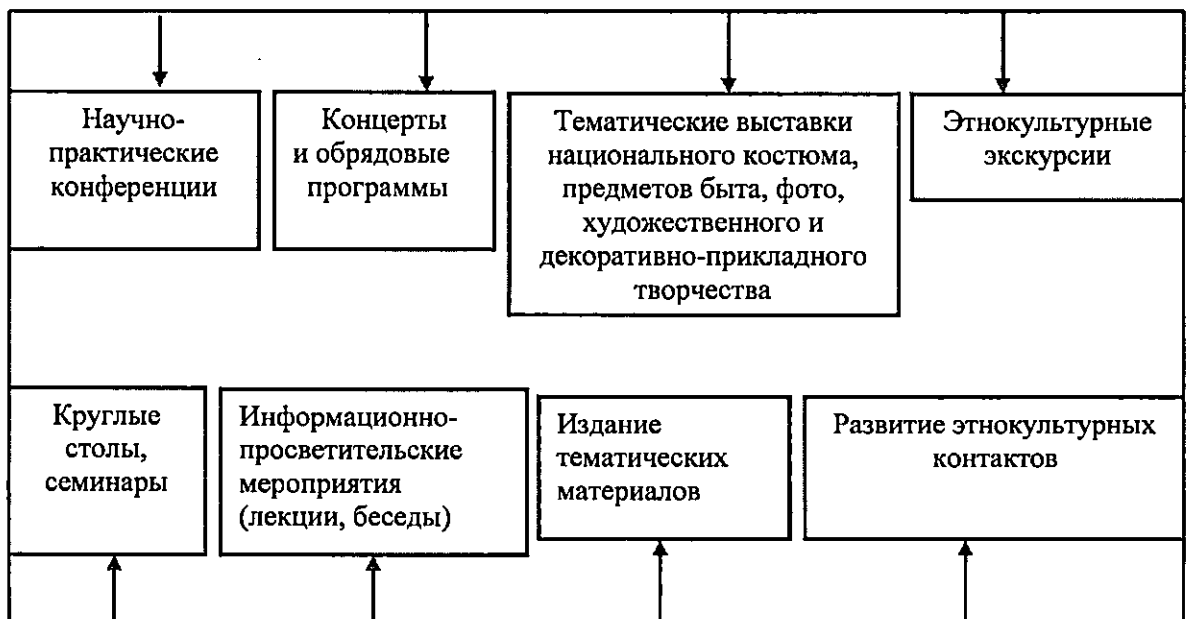 Научно-
практические
конференции
Концерты
и обрядовые
программы
Тематические выставки
национального костюма,
предметов быта, фото,
художественного и
декоративно-прикладного
творчества
Этнокультурные
экскурсии
Круглые
столы,
семинары
Информационно-
просветительские
мероприятия
(лекции, беседы)
Издание
тематических
материалов
Развитие этнокультурных
контактов